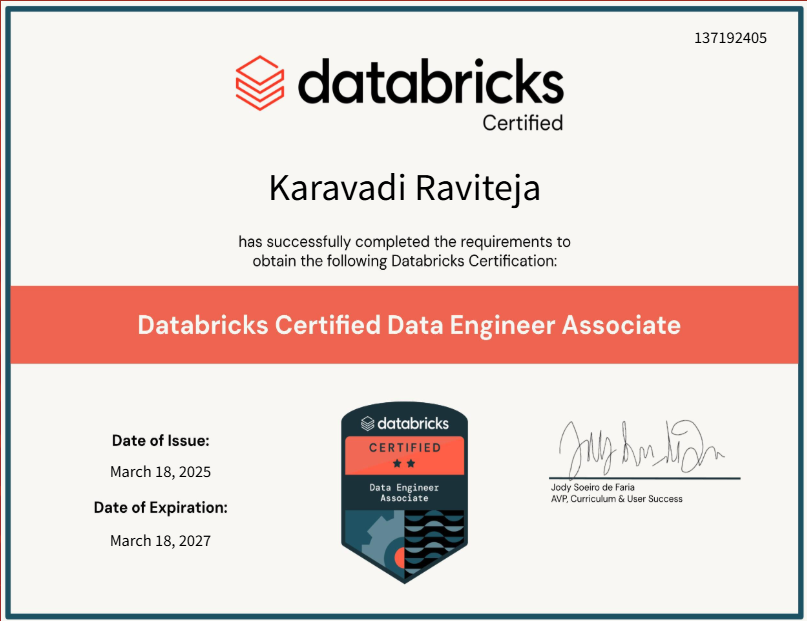 137192405
databricks
Certified
Karavadi Raviteja
has successfully completed the requirements to
obtain the following Databricks Certification:
Databricks Certified Data Engineer Associate
Date of Issue:
March 18, 2025
Date of Expiration:
March 18, 2027
databricks
CERTIFIED
Data Engineer
Associate
Jody Soeiro de Faria
AVP, Curriculum & User Success